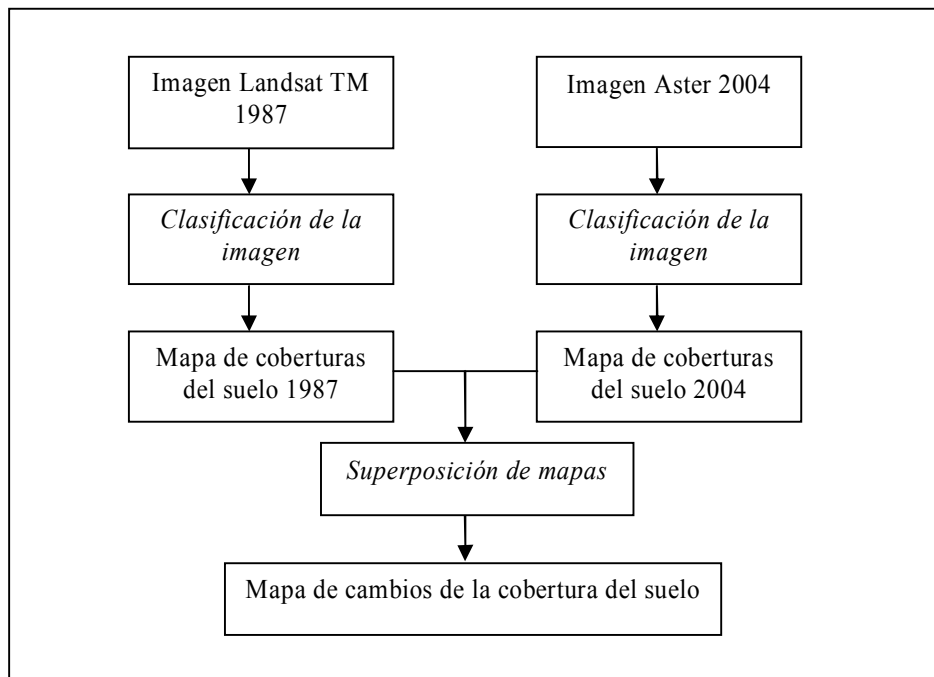 Imagen Landsat TM
1987
Imagen Aster 2004
Clasificación de la
imagen
Clasificación de la
imagen
Mapa de coberturas
del suelo 1987
Mapa de coberturas
del suelo 2004
Superposición de mapas
Mapa de cambios de la cobertura del suelo